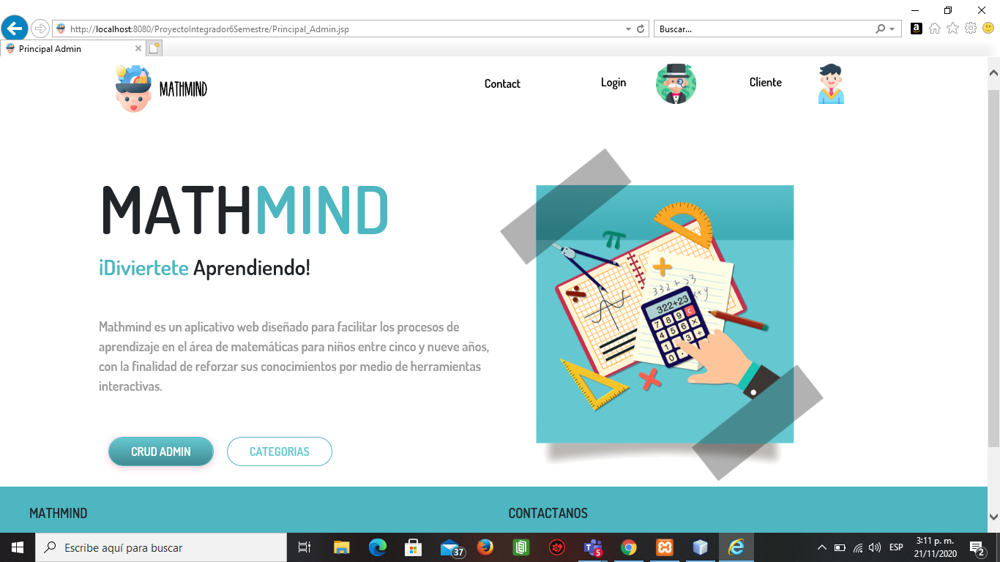 http://localhost:8080/ProyectoIntegrador6Semestre/Principal_Admin.jsp
Buscar...
Principal Admin
MATHMIND
Contact
Login
Cliente
MATHMIND
¡Diviertete Aprendiendo!
Mathmind es un aplicativo web diseñado para facilitar los procesos de
aprendizaje en el área de matemáticas para niños entre cinco y nueve años,
con la finalidad de reforzar sus conocimientos por medio de herramientas
interactivas.
332 + 53
x+y
322+23
7 8 9 C
4 5 6 ×
1 3 +
0 .
π
CRUD ADMIN
CATEGORIAS
MATHMIND
CONTACTANOS
Escribe aquí para buscar
37
5
ESP
3:11 p. m.
21/11/2020
2